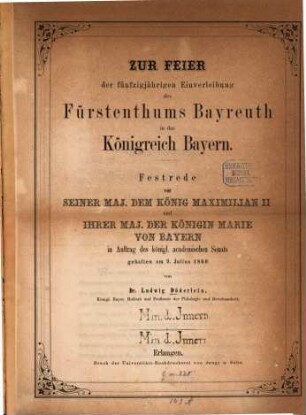 ZUR FEIER
der fünfzigjährigen Einverleibung
des
Fürstenthums Bayreuth
in das
Königreich Bayern.
Festrede
vor
SEINER MAJ. DEM KÖNIG MAXIMILIAN II
und
IHRER MAJ. DER KÖNIGIN MARIE
VON BAYERN
in Auftrag des königl. academischen Senats
gehalten am 2. Julius 1860
von
Dr. Ludwig Döderlein,
Königl. Bayer. Hofrat und Professor der Philologie und
Min. d. Innern
Min. d. Innern
Erlangen.
Druck der Universitäts-Buchdruckerei von Junge u. Sohn.